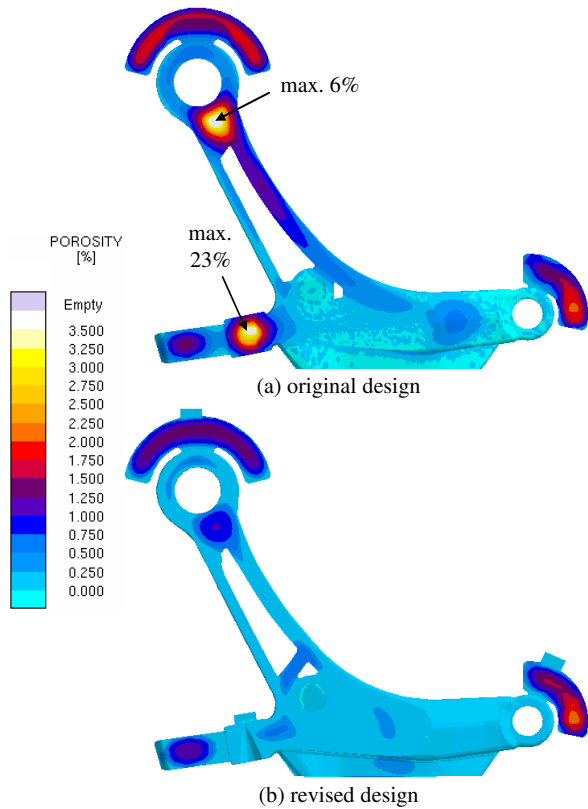 max. 6%
max.
23%
POROSITY
[%]
Empty
3.500
3.250
3.000
2.750
2.500
2.250
2.000
1.750
1.500
1.250
1.000
0.750
0.500
0.250
0.000
(a) original design
(b) revised design